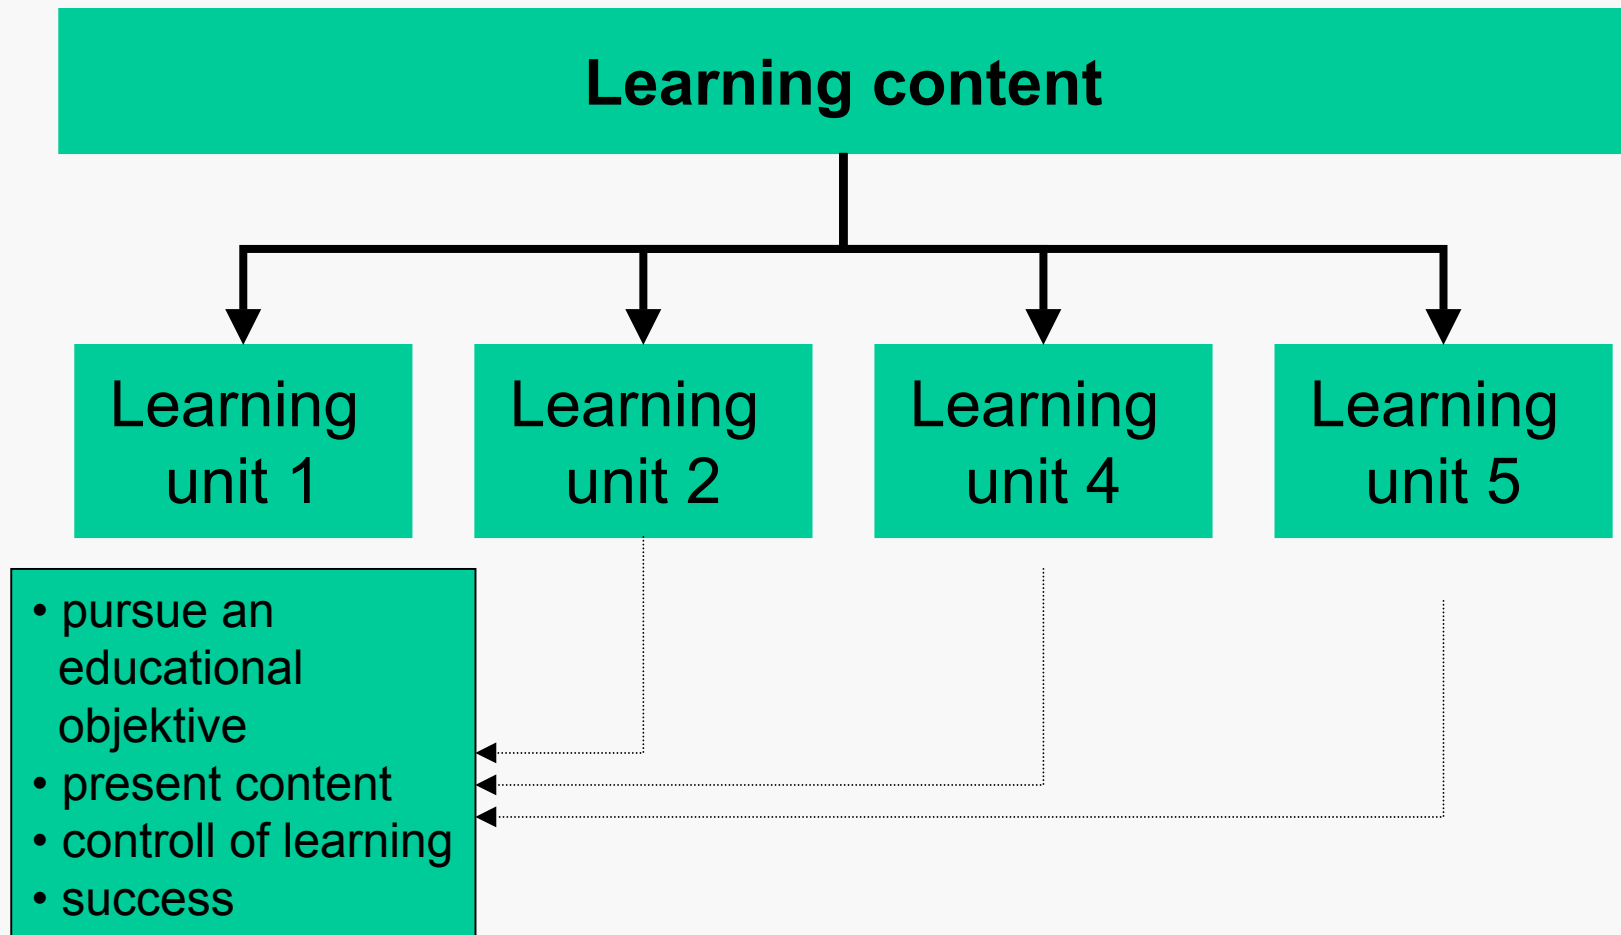 Learning content
Learning
unit 1
Learning
unit 2
Learning
unit 4
Learning
unit 5
• pursue an
educational
objektive
• present content
• controll of learning
• success